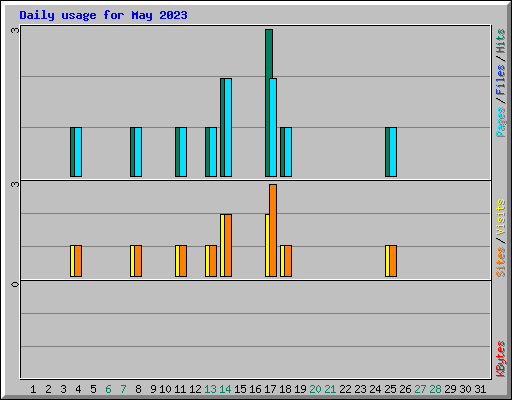 Daily usage for May 2023
3
Pages/Files/Hits
3
Sites/Visits
0
KBytes
1 2 3 4 5 6 7 8 9 10 11 12 13 14 15 16 17 18 19 20 21 22 23 24 25 26 27 28 29 30 31